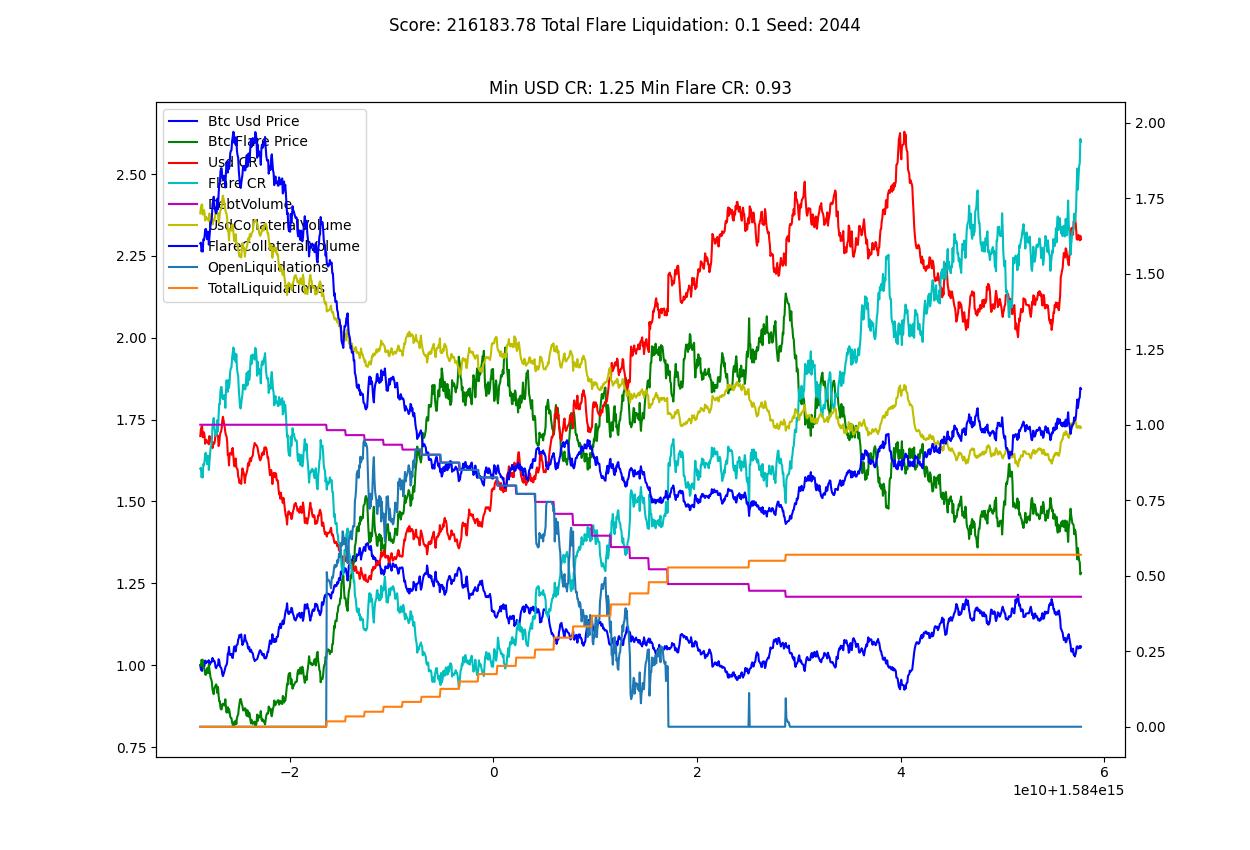 Score: 216183.78 Total Flare Liquidation: 0.1 Seed: 2044
Min USD CR: 1.25 Min Flare CR: 0.93
Btc Usd Price
Btc Flare Price
Usd CR
Flare CR
DebtVolume
UsdCollateralVolume
FlareCollateralVolume
OpenLiquidations
TotalLiquidations
2.50
2.25
2.00
1.75
1.50
1.25
1.00
0.75
2.00
1.75
1.50
1.25
1.00
0.75
0.50
0.25
0.00
−2 0 2 4 6
1e10+1.584e15